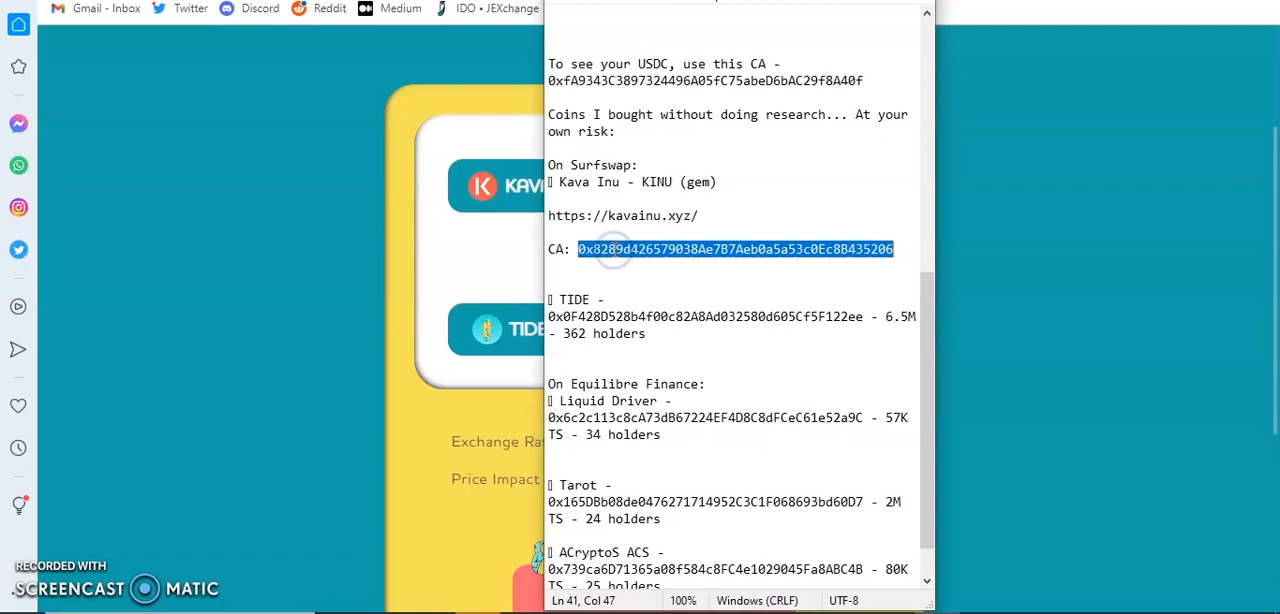 Gmail - Inbox Twitter Discord Reddit Medium IDO • JEXchange
To see your USDC, use this CA -
0xfA9343C3897324496A05fC75abeD6bAC29f8A40f
Coins I bought without doing research... At your
own risk:
On Surfswap:
Kava Inu - KINU (gem)
https://kavainu.xyz/
CA: 0x8289d426579038Ae7B7Aeb0a5a53c0Ec8B435206
TIDE -
0x0F428D528b4f00c82A8Ad032580d605Cf5F122ee - 6.5M
- 362 holders
On Equilibre Finance:
Liquid Driver -
0x6c2c113c8cA73dB67224EF4D8C8dFCeC61e52a9C - 57K
TS - 34 holders
Tarot -
0x165DBb08de0476271714952C3C1F068693bd60D7 - 2M
TS - 24 holders
ACryptoS ACS -
0x739ca6D71365a08f584c8FC4e1029045Fa8ABC4B - 80K
TS - 25 holders
Ln 41, Col 47 100% Windows (CRLF) UTF-8
KAVA
TIDE
Exchange Ra
Price Impact
RECORDED WITH
SCREENCAST MATIC